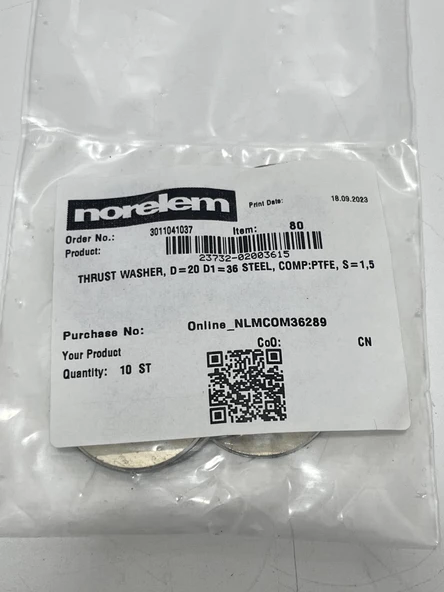 norelem Print Date: 18.09.2023
Order No.: 3011041037 Item: 80
Product: 23732-02003615
THRUST WASHER, D=20 D1=36 STEEL, COMP:PTFE, S=1,5
Purchase No: Online_NLMCOM36289
Your Product CoO: CN
Quantity: 10 ST